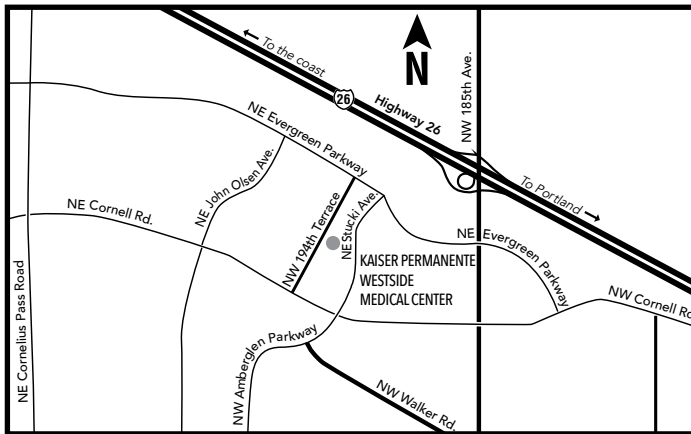 To the coast
26
Highway 26
N
NW 185th Ave.
NE Evergreen Parkway
To Portland
NE John Olsen Ave.
NE Cornell Rd.
NW 194th Terrace
NE Stucki Ave.
NE Evergreen Parkway
KAISER PERMANENTE
WESTSIDE
MEDICAL CENTER
NE Cornelius Pass Road
NW Cornell Rd
NW Amberglen Parkway
NW Walker Rd.